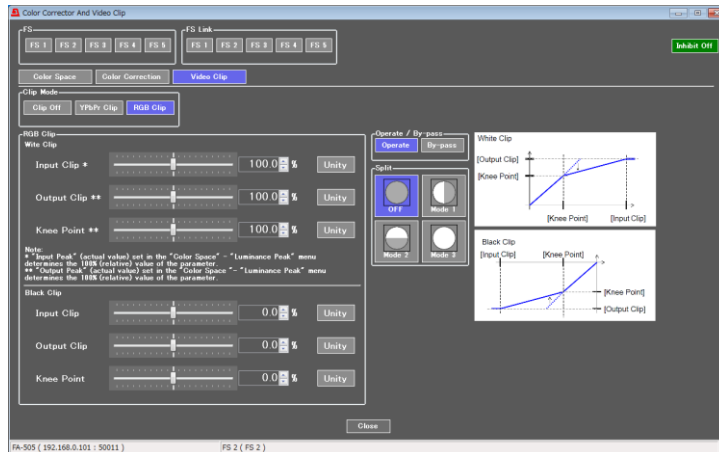 Color Corrector And Video Clip
FS
FS 1 FS 2 FS 3 FS 4 FS 5
FS Link
FS 1 FS 2 FS 3 FS 4 FS 5
Inhibit Off
Color Space Color Correction Video Clip
Clip Mode
Clip Off YPbPr Clip RGB Clip
RGB Clip
Wite Clip
Input Clip * 100.0 % Unity
Output Clip ** 100.0 % Unity
Knee Point ** 100.0 % Unity
Note:
* "Input Peak" (actual value) set in the "Color Space" - "Luminance Peak" menu
determines the 100% (relative) value of the parameter.
** "Output Peak" (actual value) set in the "Color Space" - "Luminance Peak" menu
determines the 100% (relative) value of the parameter.
Black Clip
Input Clip 0.0 % Unity
Output Clip 0.0 % Unity
Knee Point 0.0 % Unity
Operate / By-pass
Operate By-pass
Split
OFF Mode 1
Mode 2 Mode 3
White Clip
[Output Clip]
[Knee Point]
[Knee Point] [Input Clip]
Black Clip
[Input Clip] [Knee Point]
[Knee Point]
[Output Clip]
Close
FA-505 ( 192.168.0.101 : 50011 ) FS 2 ( FS 2 )